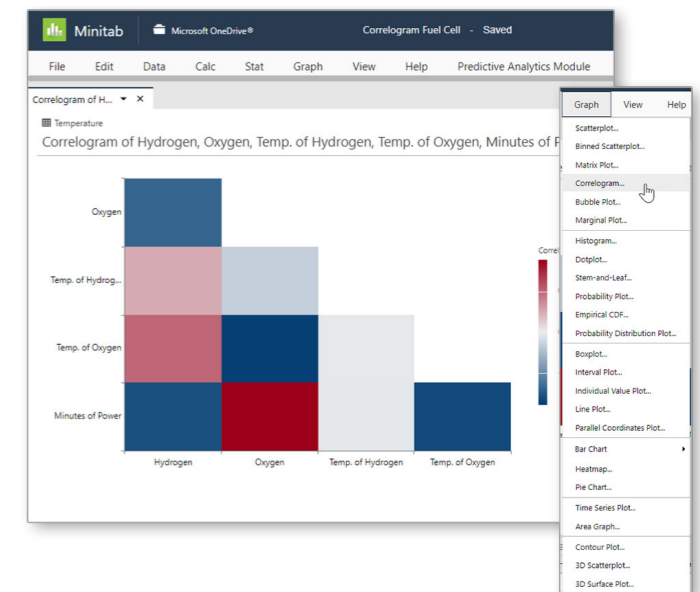 Minitab
Microsoft OneDrive®
Correlogram Fuel Cell - Saved
File Edit Data Calc Stat Graph View Help Predictive Analytics Module
Correlogram of H...
Temperature
Correlogram of Hydrogen, Oxygen, Temp. of Hydrogen, Temp. of Oxygen, Minutes of
Oxygen
Temp. of Hydrog...
Temp. of Oxygen
Minutes of Power
Hydrogen Oxygen Temp. of Hydrogen Temp. of Oxygen
Correl
Graph View Help
Scatterplot...
Binned Scatterplot...
Matrix Plot...
Correlogram...
Bubble Plot...
Marginal Plot...
Histogram...
Dotplot...
Stem-and-Leaf...
Probability Plot...
Empirical CDF...
Probability Distribution Plot...
Boxplot...
Interval Plot...
Individual Value Plot...
Line Plot...
Parallel Coordinates Plot...
Bar Chart
Heatmap...
Pie Chart...
Time Series Plot...
Area Graph...
Contour Plot...
3D Scatterplot...
3D Surface Plot...